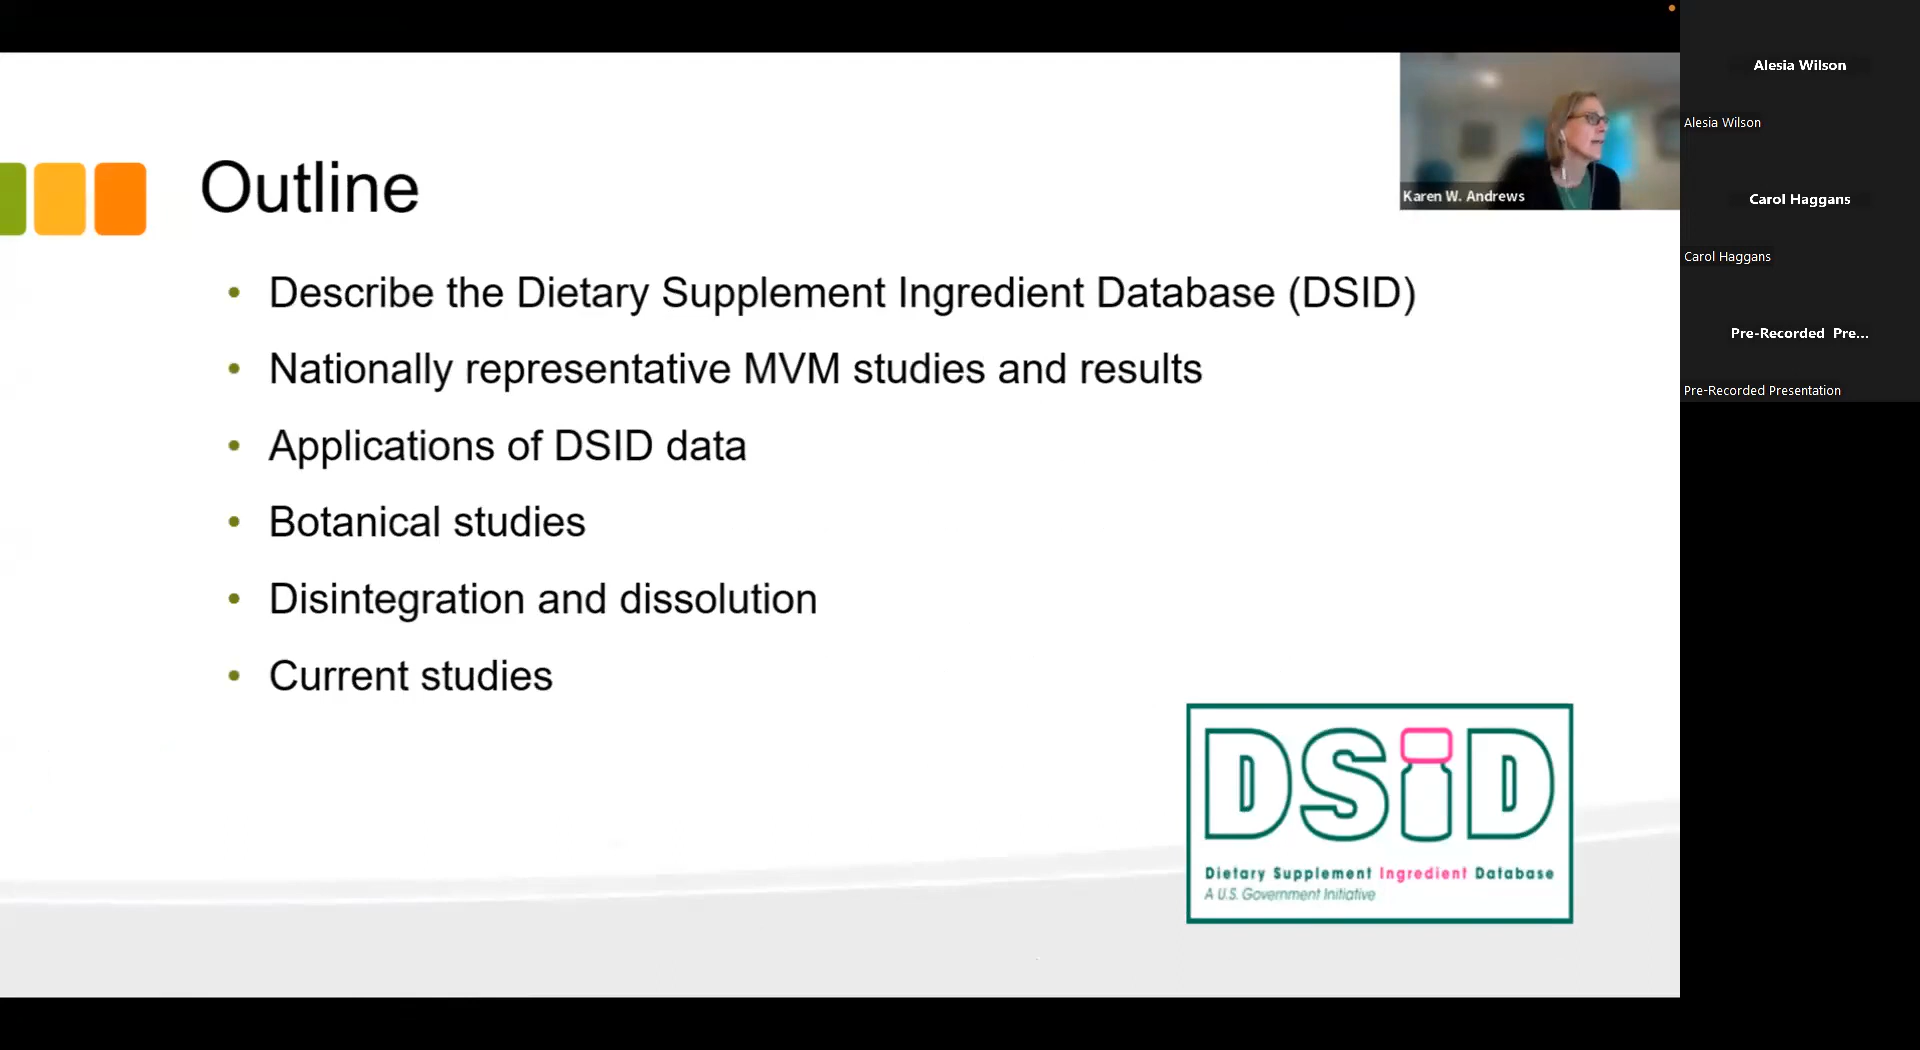 Outline
• Describe the Dietary Supplement Ingredient Database (DSID)
• Nationally representative MVM studies and results
• Applications of DSID data
• Botanical studies
• Disintegration and dissolution
• Current studies
DSiD
Dietary Supplement Ingredient Database
A U.S. Government Initiative
Karen W. Andrews
Alesia Wilson
Alesia Wilson
Carol Haggans
Carol Haggans
Pre-Recorded Pre...
Pre-Recorded Presentation